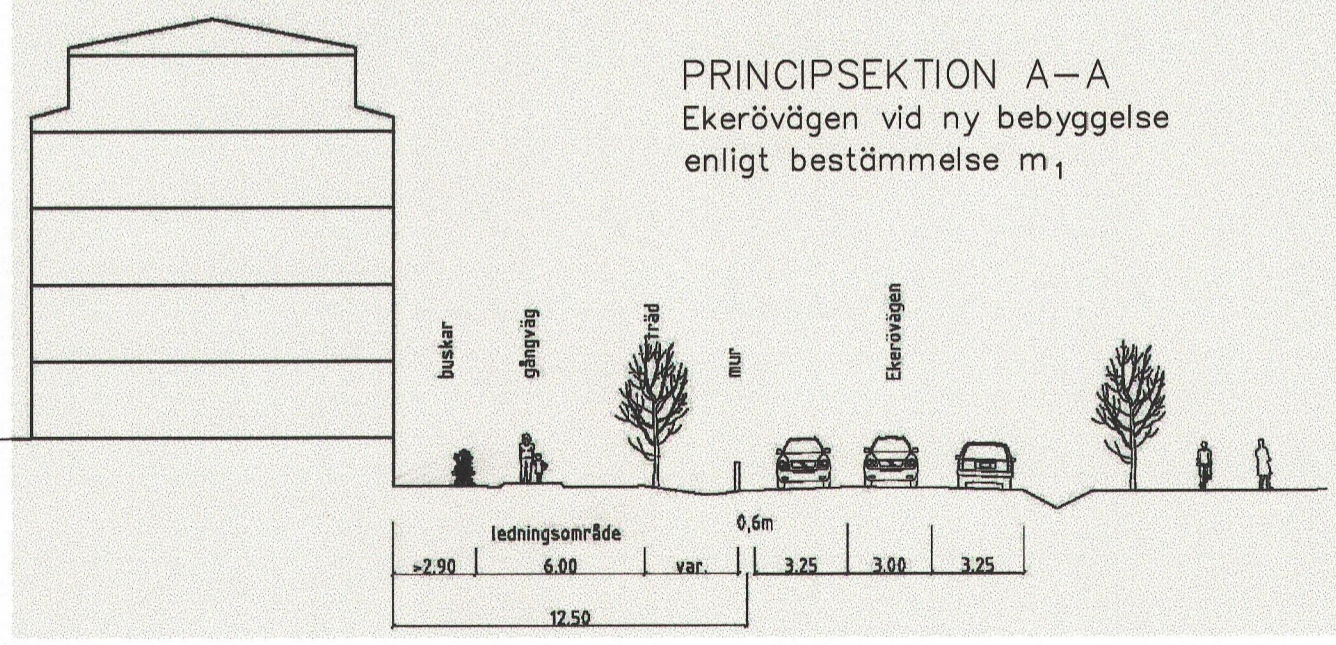 PRINCIPSEKTION A–A
Ekerövägen vid ny bebyggelse
enligt bestämmelse m₁
buskar
gångväg
träd
mur
Ekerövägen
ledningsområde
0,6m
>2.90
6.00
var.
3.25
3.00
3.25
12.50